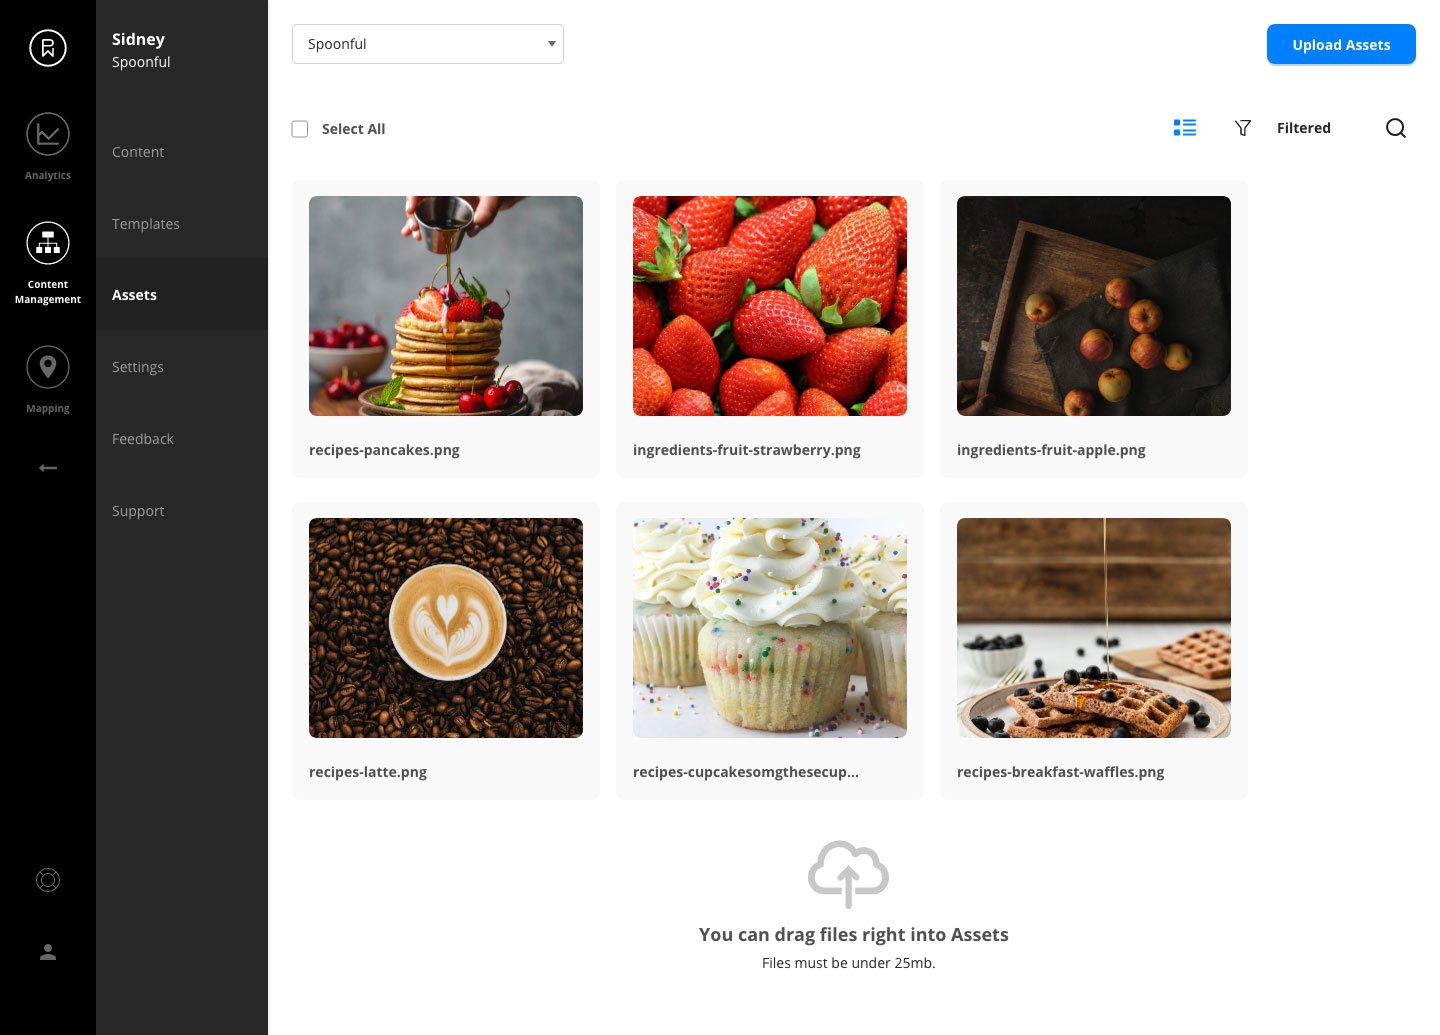 Sidney
Spoonful
Analytics
Content
Management
Mapping
Content
Templates
Assets
Settings
Feedback
Support
Spoonful
Upload Assets
Select All
Filtered
recipes-pancakes.png
ingredients-fruit-strawberry.png
ingredients-fruit-apple.png
recipes-latte.png
recipes-cupcakesomgthesecup...
recipes-breakfast-waffles.png
You can drag files right into Assets
Files must be under 25mb.